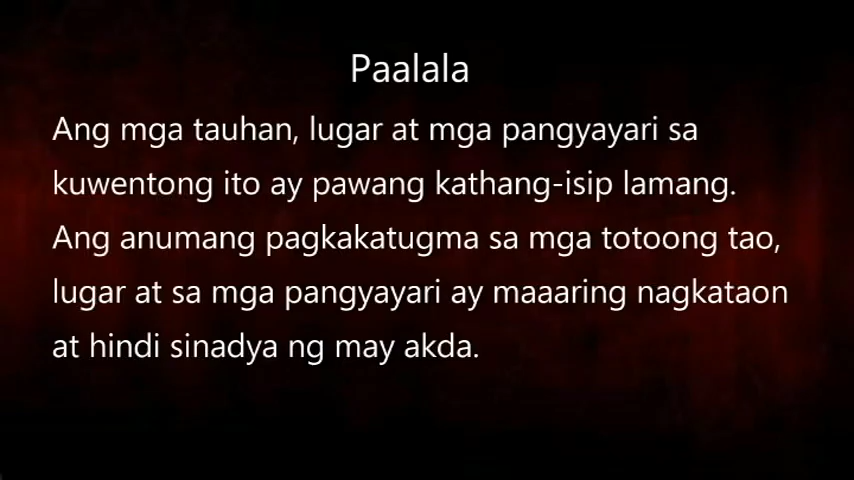 Paalala
Ang mga tauhan, lugar at mga pangyayari sa
kuwentong ito ay pawang kathang-isip lamang.
Ang anumang pagkakatugma sa mga totoong tao,
lugar at sa mga pangyayari ay maaaring nagkataon
at hindi sinadya ng may akda.